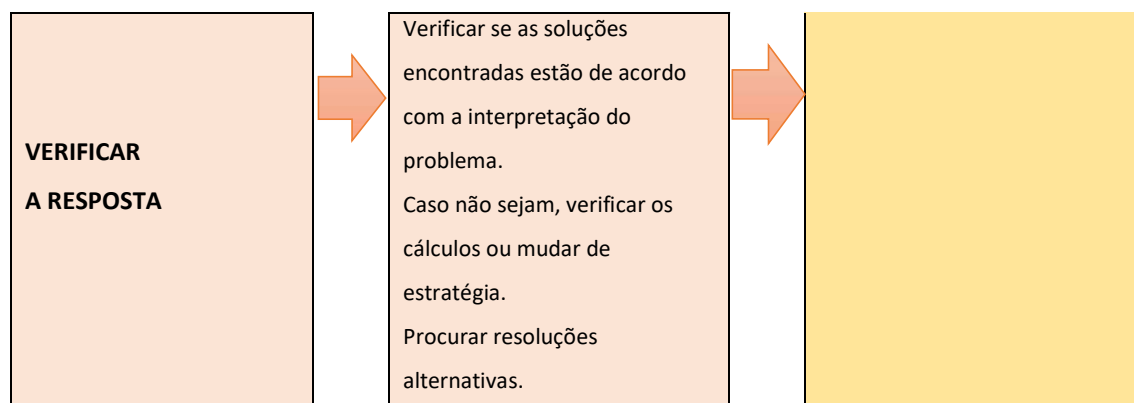 VERIFICAR
A RESPOSTA
Verificar se as soluções
encontradas estão de acordo
com a interpretação do
problema.
Caso não sejam, verificar os
cálculos ou mudar de
estratégia.
Procurar resoluções
alternativas.